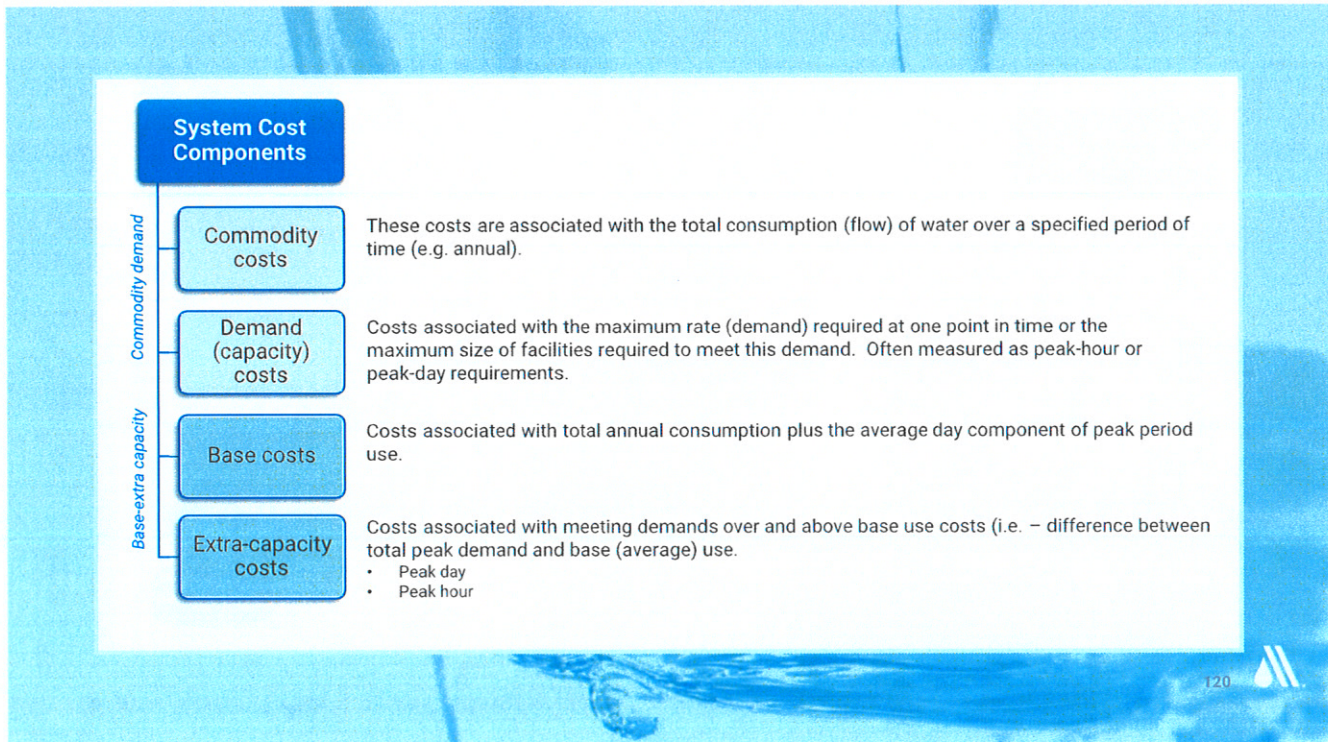 System Cost
Components
Commodity demand
Commodity
costs
These costs are associated with the total consumption (flow) of water over a specified period of
time (e.g. annual).
Demand
(capacity)
costs
Costs associated with the maximum rate (demand) required at one point in time or the
maximum size of facilities required to meet this demand.  Often measured as peak-hour or
peak-day requirements.
Base-extra capacity
Base costs
Costs associated with total annual consumption plus the average day component of peak period
use.
Extra-capacity
costs
Costs associated with meeting demands over and above base use costs (i.e. – difference between
total peak demand and base (average) use.
• Peak day
• Peak hour
120